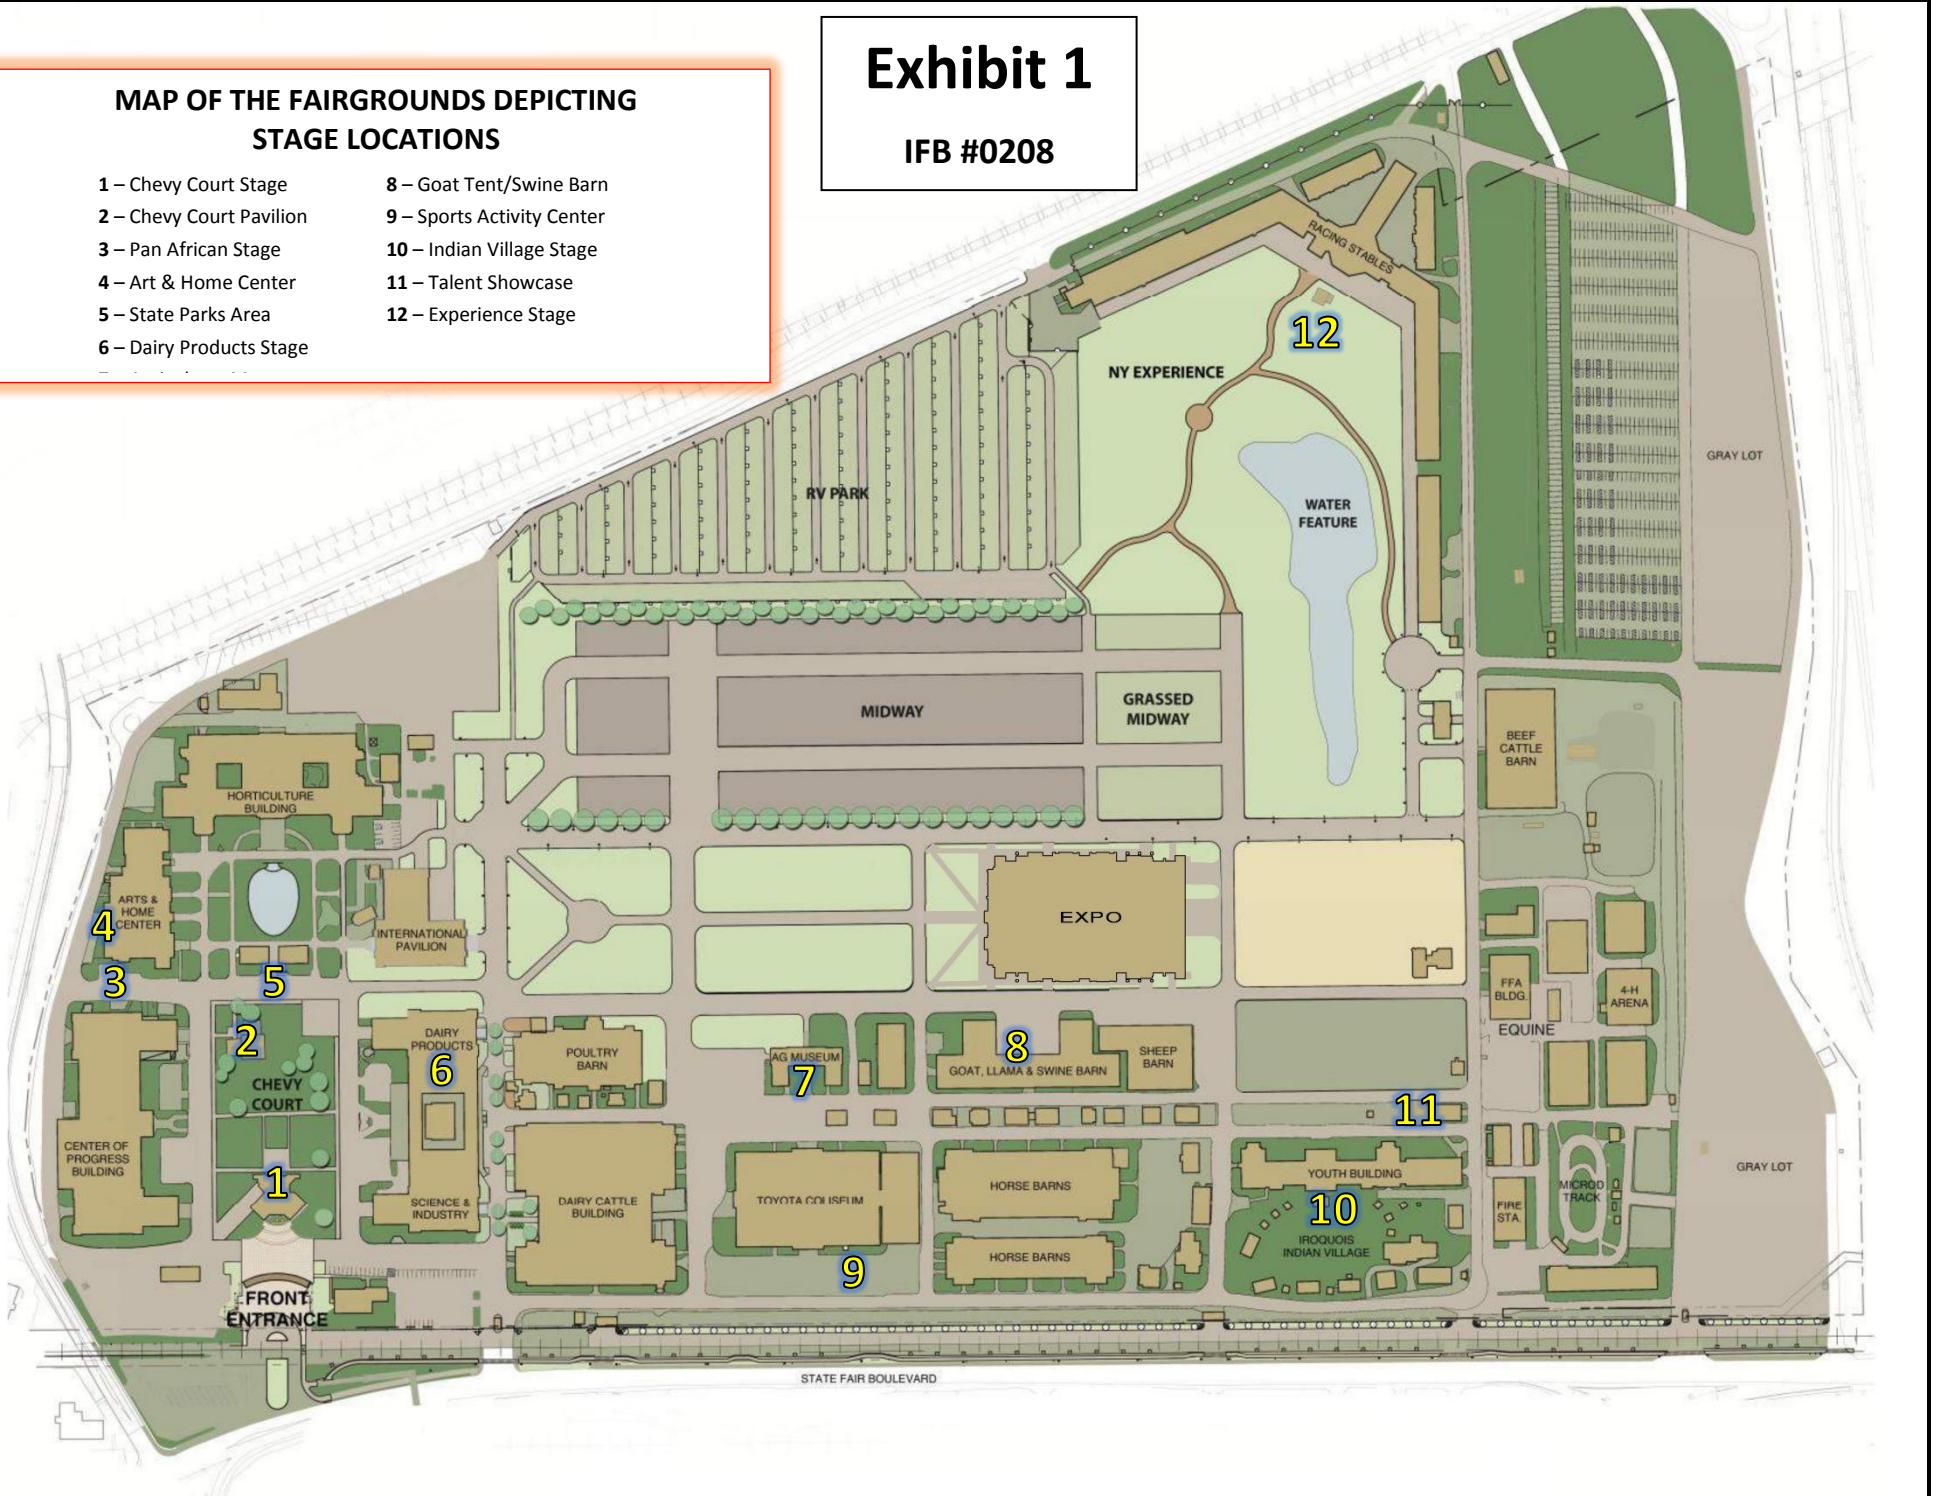 Exhibit 1
IFB #0208
MAP OF THE FAIRGROUNDS DEPICTING
STAGE LOCATIONS
1 – Chevy Court Stage
2 – Chevy Court Pavilion
3 – Pan African Stage
4 – Art & Home Center
5 – State Parks Area
6 – Dairy Products Stage
8 – Goat Tent/Swine Barn
9 – Sports Activity Center
10 – Indian Village Stage
11 – Talent Showcase
12 – Experience Stage
RACING STABLES
12
NY EXPERIENCE
GRAY LOT
RV PARK
WATER
FEATURE
MIDWAY
GRASSED
MIDWAY
BEEF
CATTLE
BARN
HORTICULTURE
BUILDING
ARTS &
HOME
CENTER
4
INTERNATIONAL
PAVILION
EXPO
3
5
FFA
BLDG.
4-H
ARENA
EQUINE
2
DAIRY
PRODUCTS
6
POULTRY
BARN
AG MUSEUM
7
8
GOAT, LLAMA & SWINE BARN
SHEEP
BARN
CHEVY
COURT
11
CENTER OF
PROGRESS
BUILDING
1
SCIENCE &
INDUSTRY
DAIRY CATTLE
BUILDING
TOYOTA COLISEUM
HORSE BARNS
YOUTH BUILDING
10
IROQUOIS
INDIAN VILLAGE
FIRE
STA.
MICROD
TRACK
GRAY LOT
9
HORSE BARNS
FRONT
ENTRANCE
STATE FAIR BOULEVARD